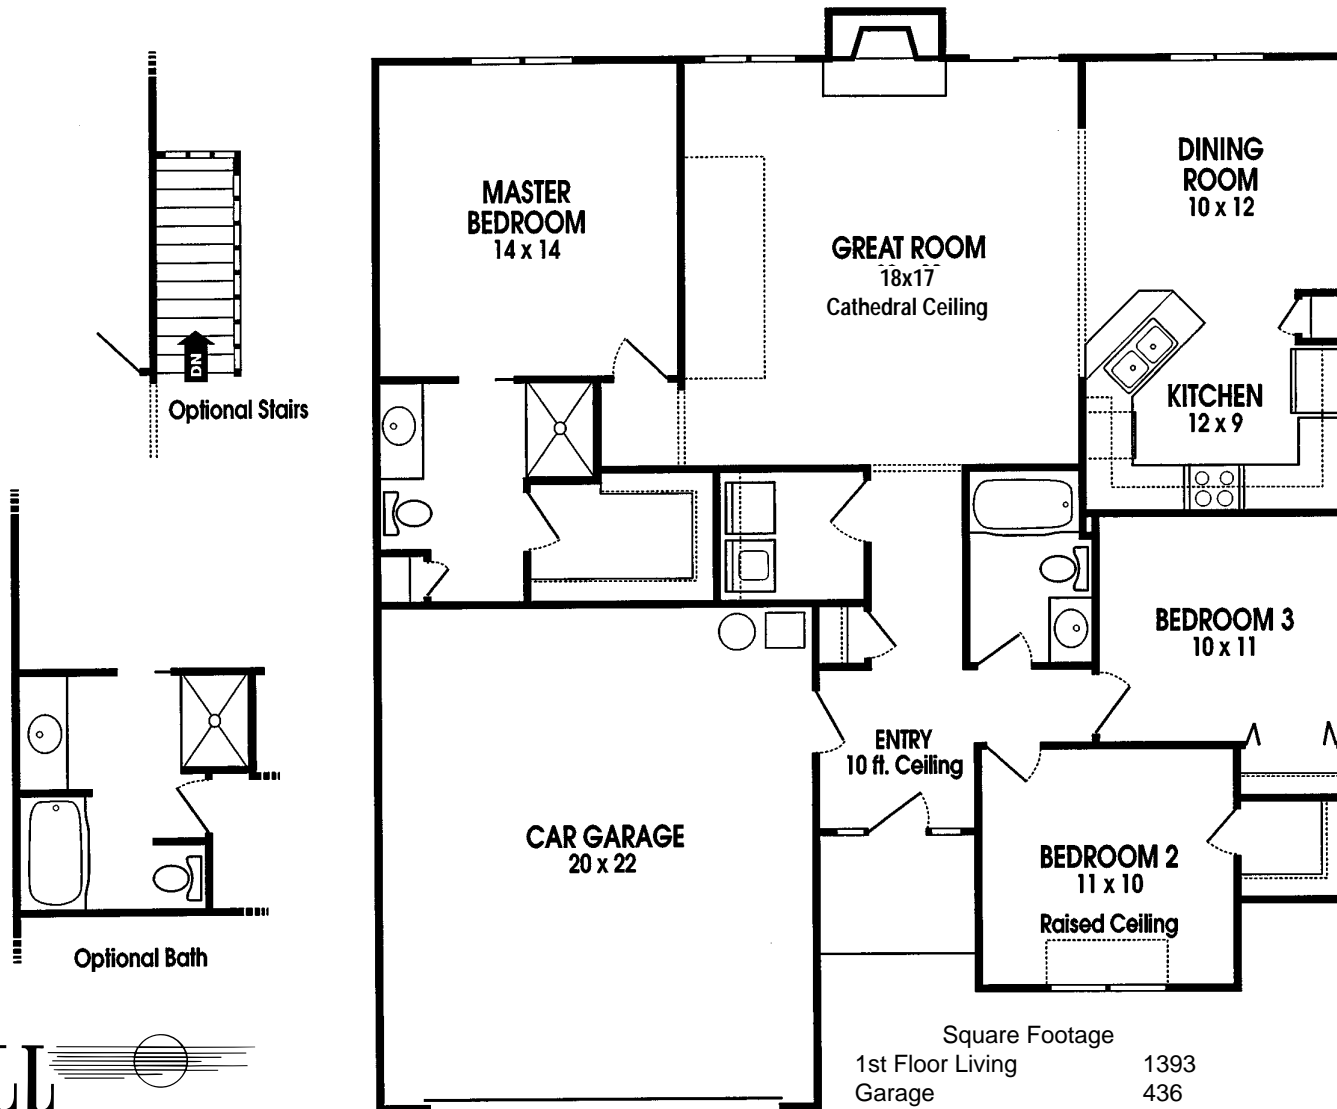 MASTER
BEDROOM
14 x 14
GREAT ROOM
18x17
Cathedral Ceiling
DINING
ROOM
10 x 12
KITCHEN
12 x 9
DN
Optional Stairs
BEDROOM 3
10 x 11
ENTRY
10 ft. Ceiling
CAR GARAGE
20 x 22
BEDROOM 2
11 x 10
Raised Ceiling
Optional Bath
Square Footage
1st Floor Living 1393
Garage 436